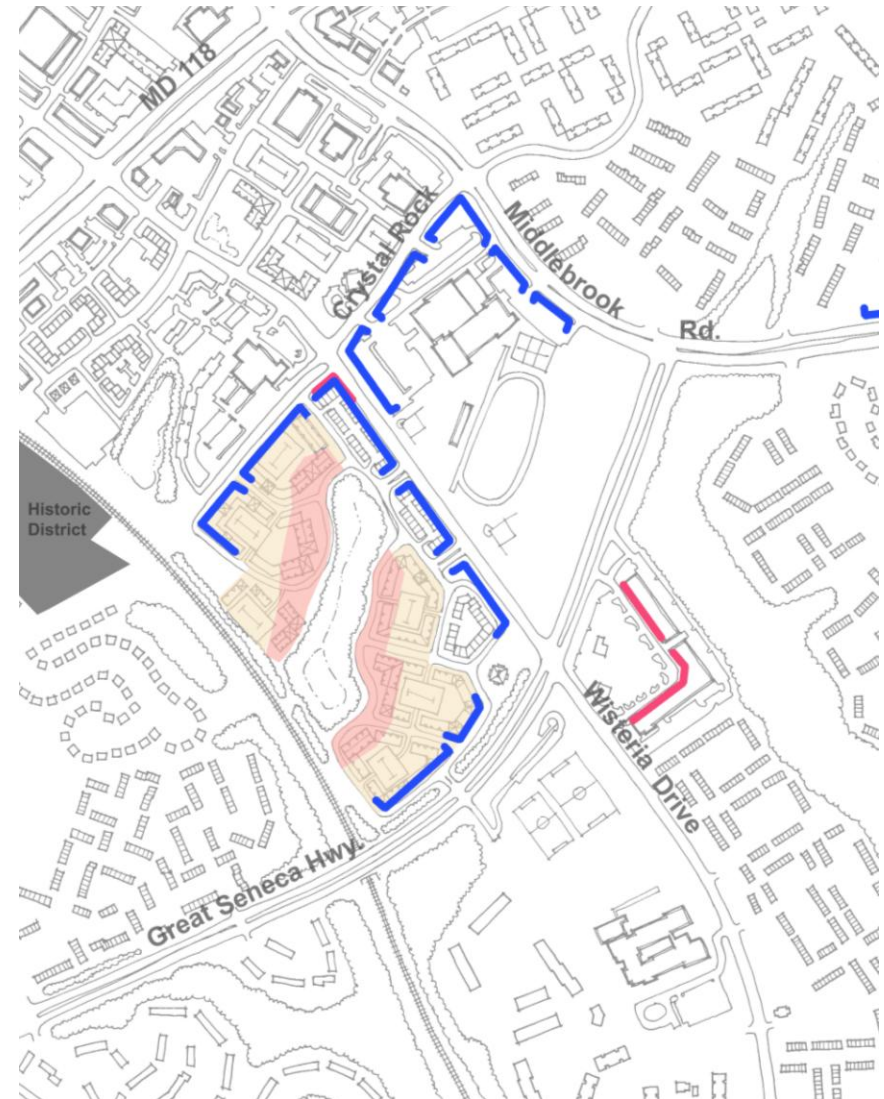 MD 118
Crystal Rock
Middlebrook
Rd.
Historic
District
Wisteria Drive
Great Seneca Hwy.